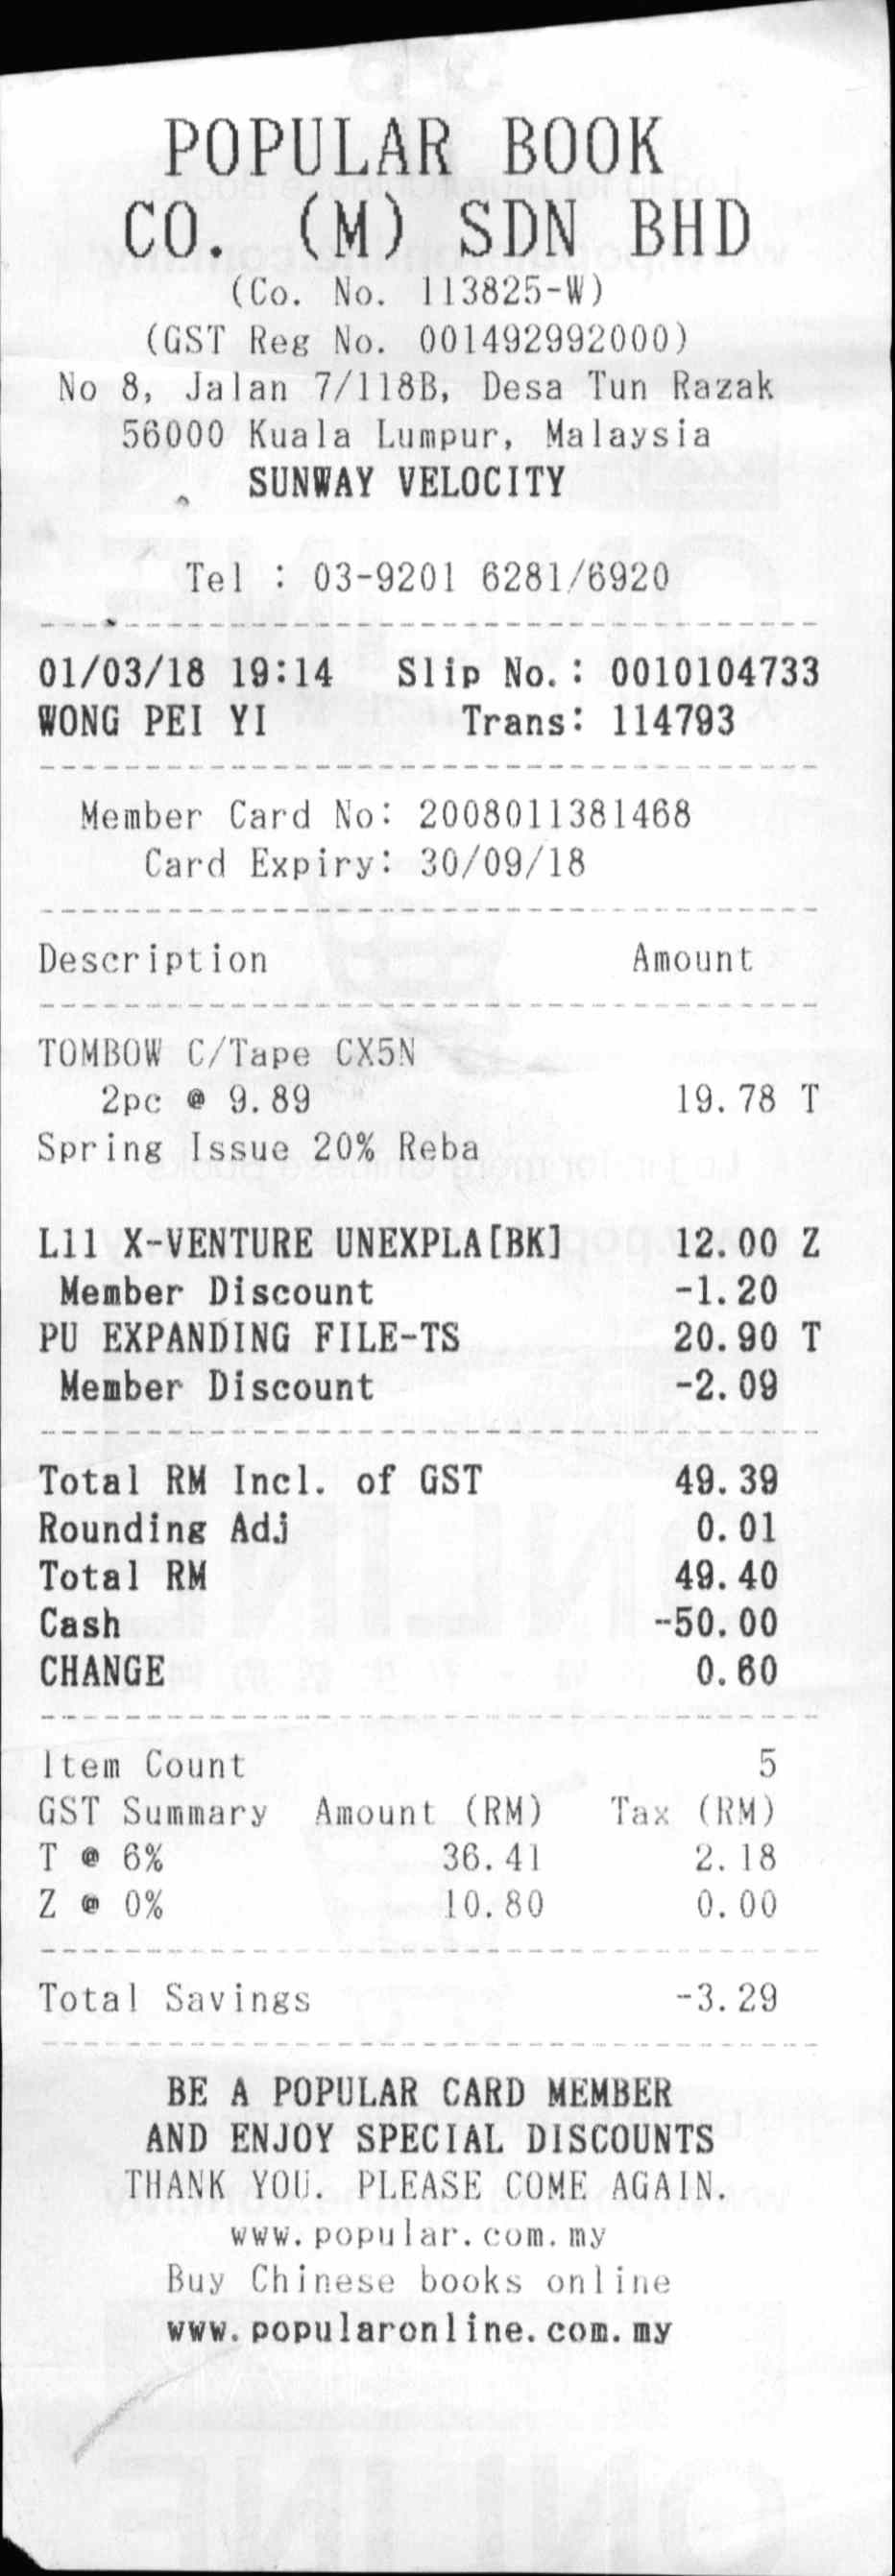 POPULAR BOOK
CO. (M) SDN BHD
(Co. No. 113825-W)
(GST Reg No. 001492992000)
No 8, Jalan 7/118B, Desa Tun Razak
56000 Kuala Lumpur, Malaysia
SUNWAY VELOCITY
Tel : 03-9201 6281/6920
01/03/18 19:14 Slip No.: 0010104733
WONG PEI YI Trans: 114793
Member Card No: 2008011381468
Card Expiry: 30/09/18
Description Amount
TOMBOW C/Tape CX5N
2pc @ 9.89 19.78 T
Spring Issue 20% Reba
L11 X-VENTURE UNEXPLA[BK] 12.00 Z
Member Discount -1.20
PU EXPANDING FILE-TS 20.90 T
Member Discount -2.09
Total RM Incl. of GST 49.39
Rounding Adj 0.01
Total RM 49.40
Cash -50.00
CHANGE 0.60
Item Count 5
GST Summary Amount (RM) Tax (RM)
T @ 6% 36.41 2.18
Z @ 0% 10.80 0.00
Total Savings -3.29
BE A POPULAR CARD MEMBER
AND ENJOY SPECIAL DISCOUNTS
THANK YOU. PLEASE COME AGAIN.
www.popular.com.my
Buy Chinese books online
www.popularonline.com.my